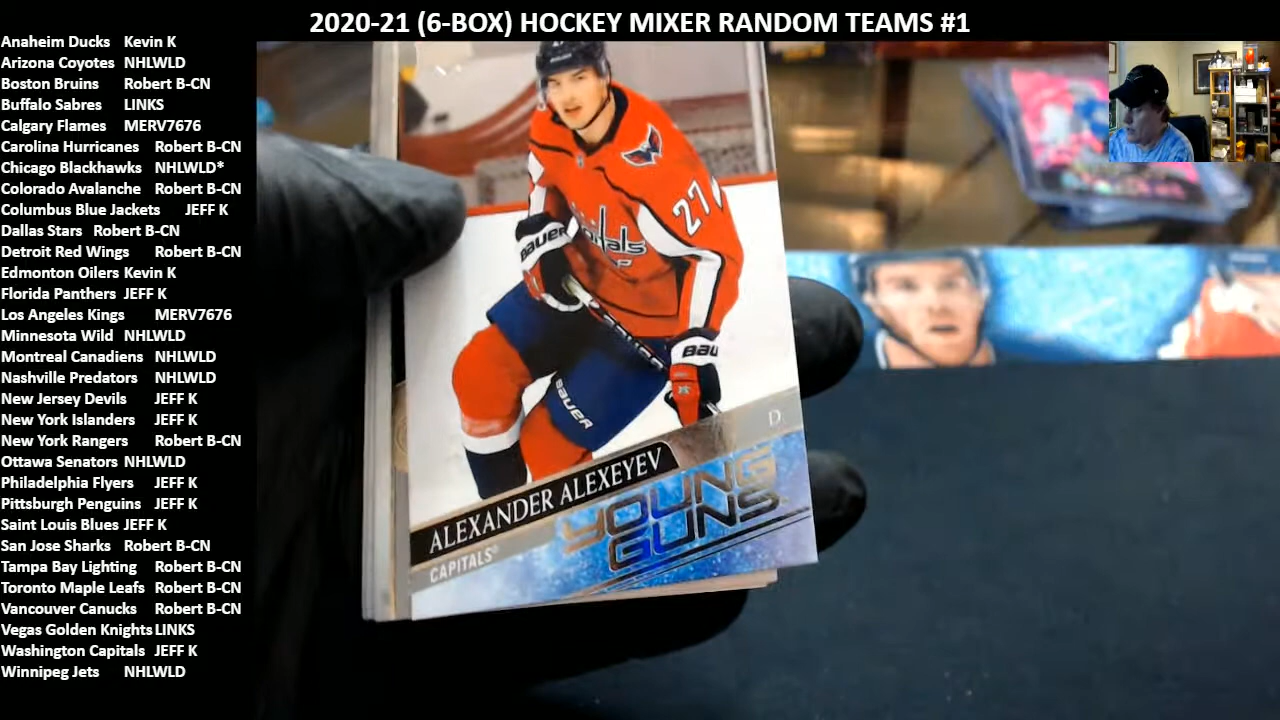 2020-21 (6-BOX) HOCKEY MIXER RANDOM TEAMS #1
Anaheim Ducks Kevin K
Arizona Coyotes NHLWLD
Boston Bruins Robert B-CN
Buffalo Sabres LINKS
Calgary Flames MERV7676
Carolina Hurricanes Robert B-CN
Chicago Blackhawks NHLWLD*
Colorado Avalanche Robert B-CN
Columbus Blue Jackets JEFF K
Dallas Stars Robert B-CN
Detroit Red Wings Robert B-CN
Edmonton Oilers Kevin K
Florida Panthers JEFF K
Los Angeles Kings MERV7676
Minnesota Wild NHLWLD
Montreal Canadiens NHLWLD
Nashville Predators NHLWLD
New Jersey Devils JEFF K
New York Islanders JEFF K
New York Rangers Robert B-CN
Ottawa Senators NHLWLD
Philadelphia Flyers JEFF K
Pittsburgh Penguins JEFF K
Saint Louis Blues JEFF K
San Jose Sharks Robert B-CN
Tampa Bay Lighting Robert B-CN
Toronto Maple Leafs Robert B-CN
Vancouver Canucks Robert B-CN
Vegas Golden Knights LINKS
Washington Capitals JEFF K
Winnipeg Jets NHLWLD
27
BAUER
BAU
BAUER
D
ALEXANDER ALEXEYEV
CAPITALS®
YOUNG
GUNS